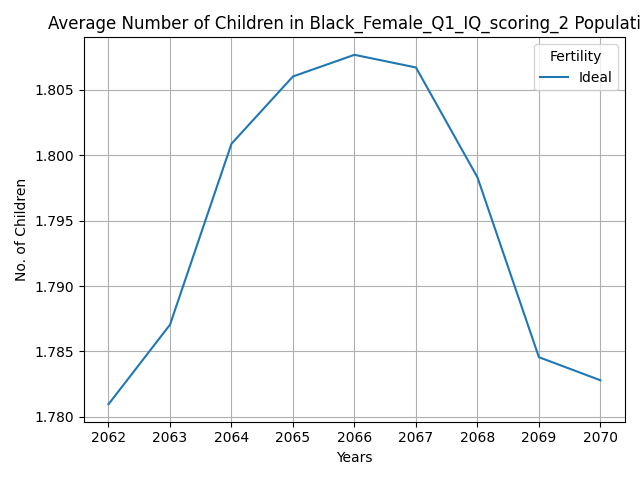 Average Number of Children in Black_Female_Q1_IQ_scoring_2 Populati
Fertility
Ideal
No. of Children
1.805
1.800
1.795
1.790
1.785
1.780
2062 2063 2064 2065 2066 2067 2068 2069 2070
Years